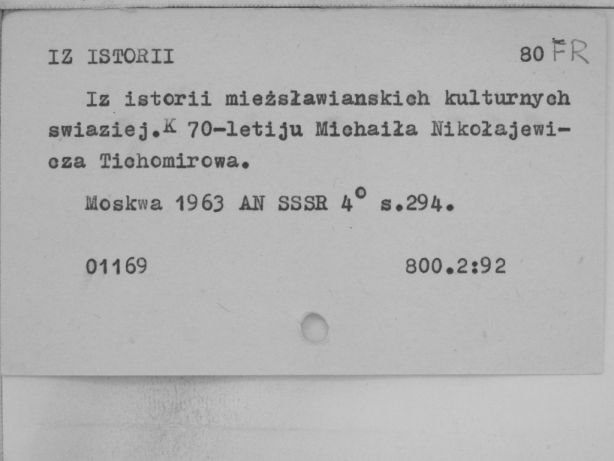 IZ ISTORII 80 FR
Iz istorii mieżsławianskich kulturnych
swiaziej.K 70-letiju Michaiła Nikołajewi-
cza Tichomirowa.
Moskwa 1963 AN SSSR 4° s.294.
01169 800.2:92